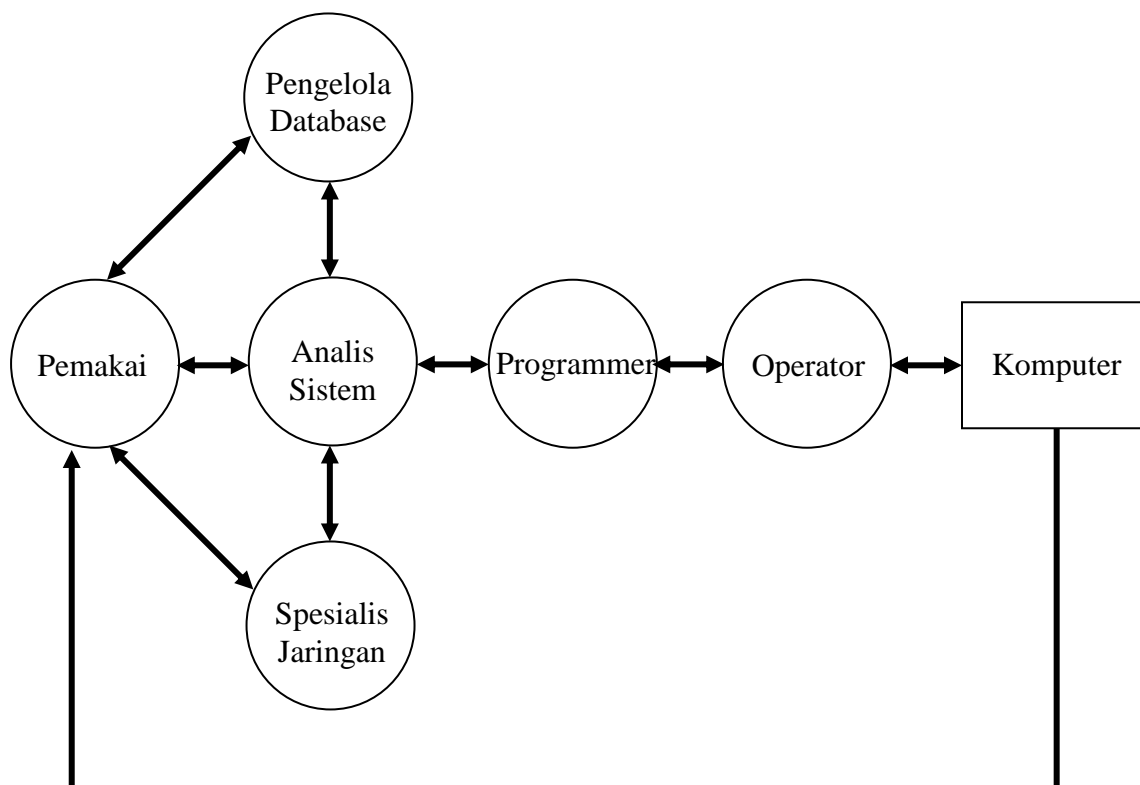 Pengelola
Database
Pemakai
Analis
Sistem
Programmer
Operator
Komputer
Spesialis
Jaringan